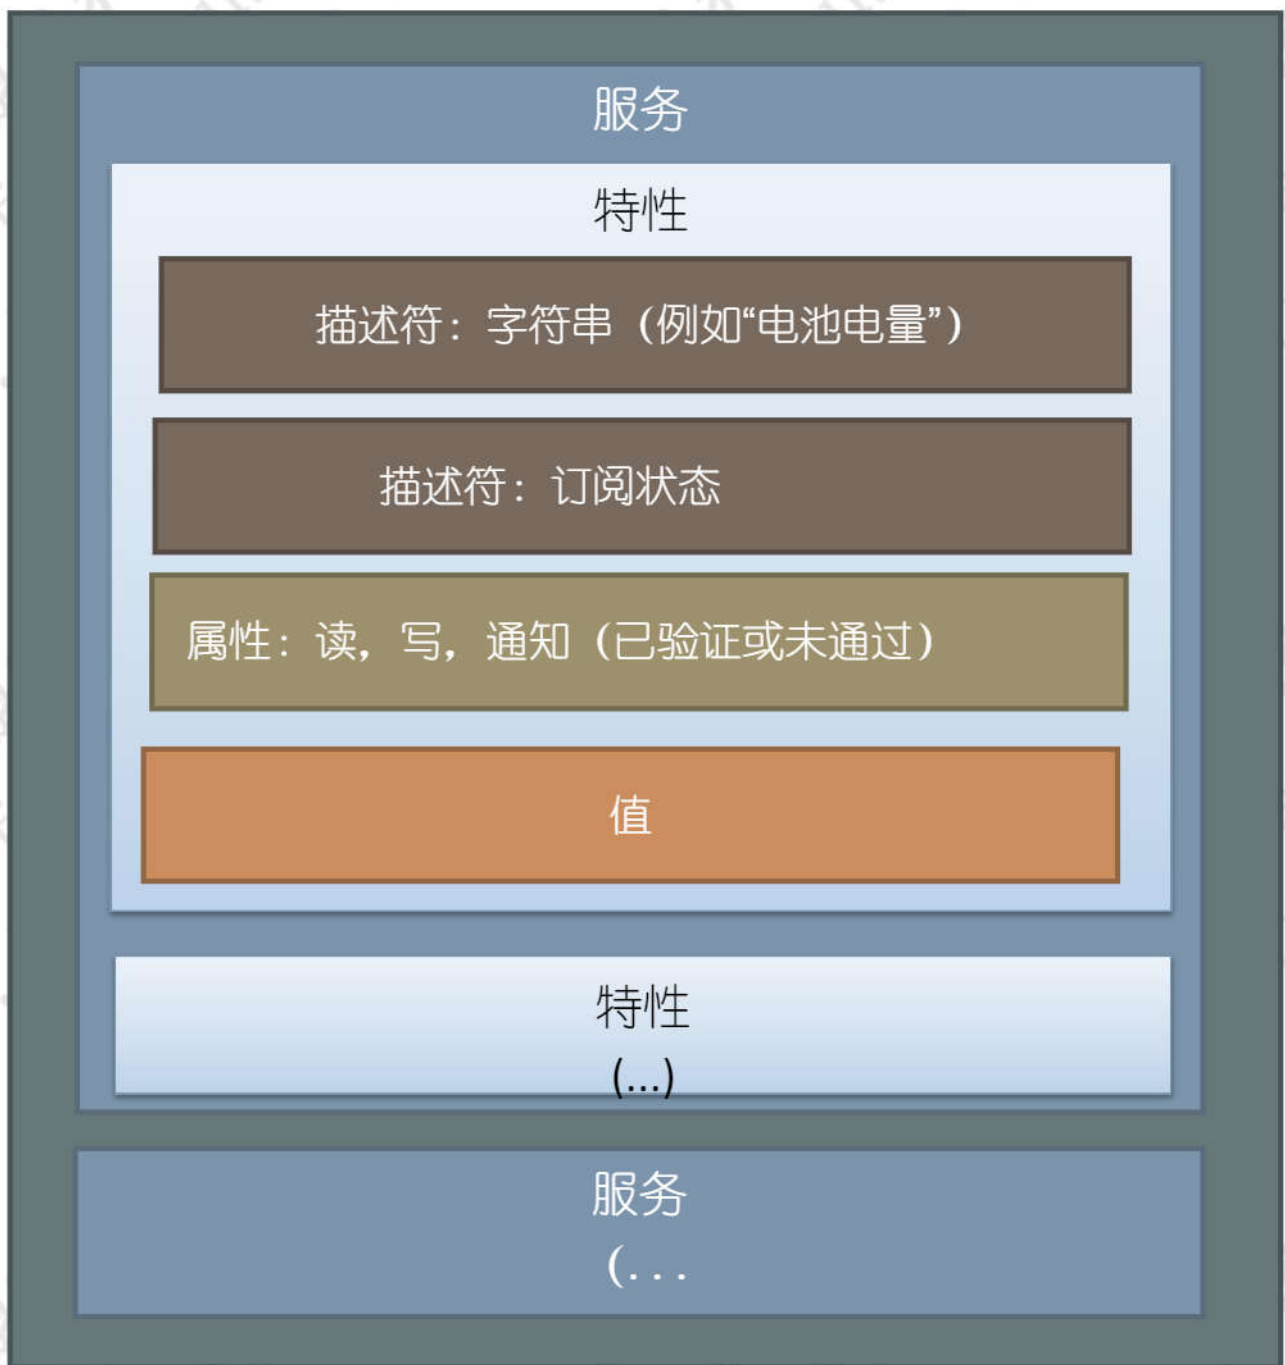 服务
特性
描述符：字符串（例如“电池电量”）
描述符：订阅状态
属性：读，写，通知（已验证或未通过）
值
特性
(...)
服务
(...